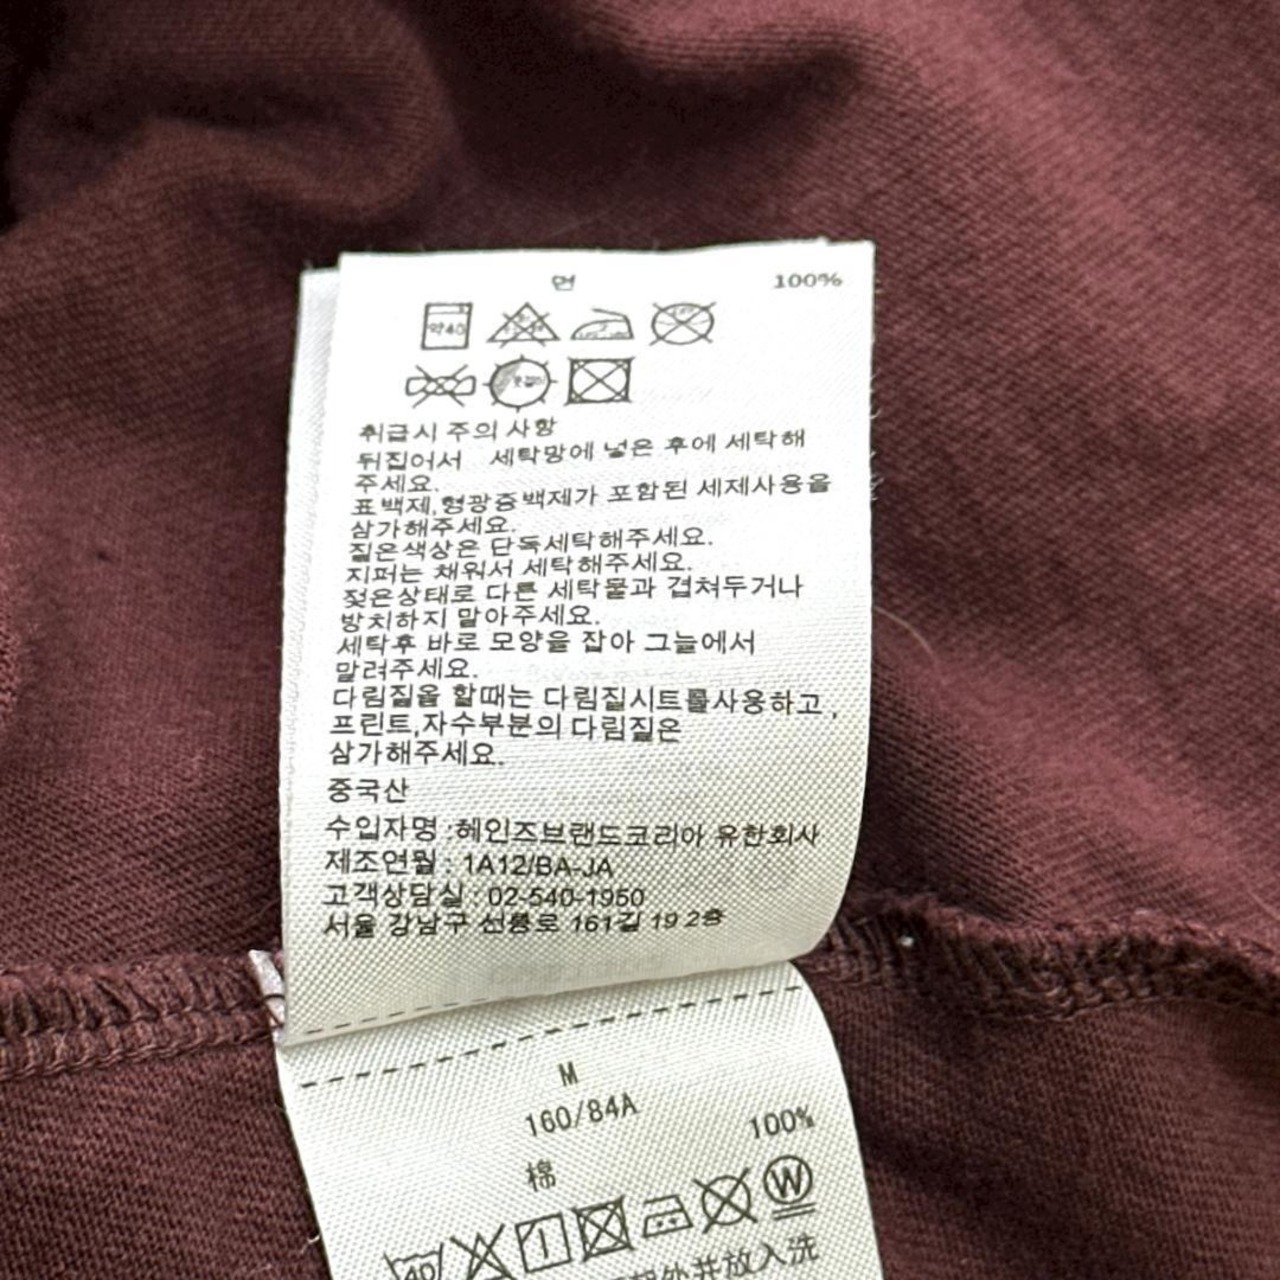 면 100%
약40
취급시 주의 사항
뒤집어서 세탁망에 넣은 후에 세탁해
주세요.
표백제,형광증백제가 포함된 세제사용을
삼가해주세요.
짙은색상은 단독세탁해주세요.
지퍼는 채워서 세탁해주세요.
젖은상태로 다른 세탁물과 겹쳐두거나
방치하지 말아주세요.
세탁후 바로 모양을 잡아 그늘에서
말려주세요.
다림질을 할때는 다림질시트를사용하고,
프린트,자수부분의 다림질은
삼가해주세요.
중국산
수입자명 :헤인즈브랜드코리아 유한회사
제조연월 : 1A12/BA-JA
고객상담실 : 02-540-1950
서울 강남구 선릉로 161길 19 2층
M
160/84A
100%
棉
40 W
外并放入洗